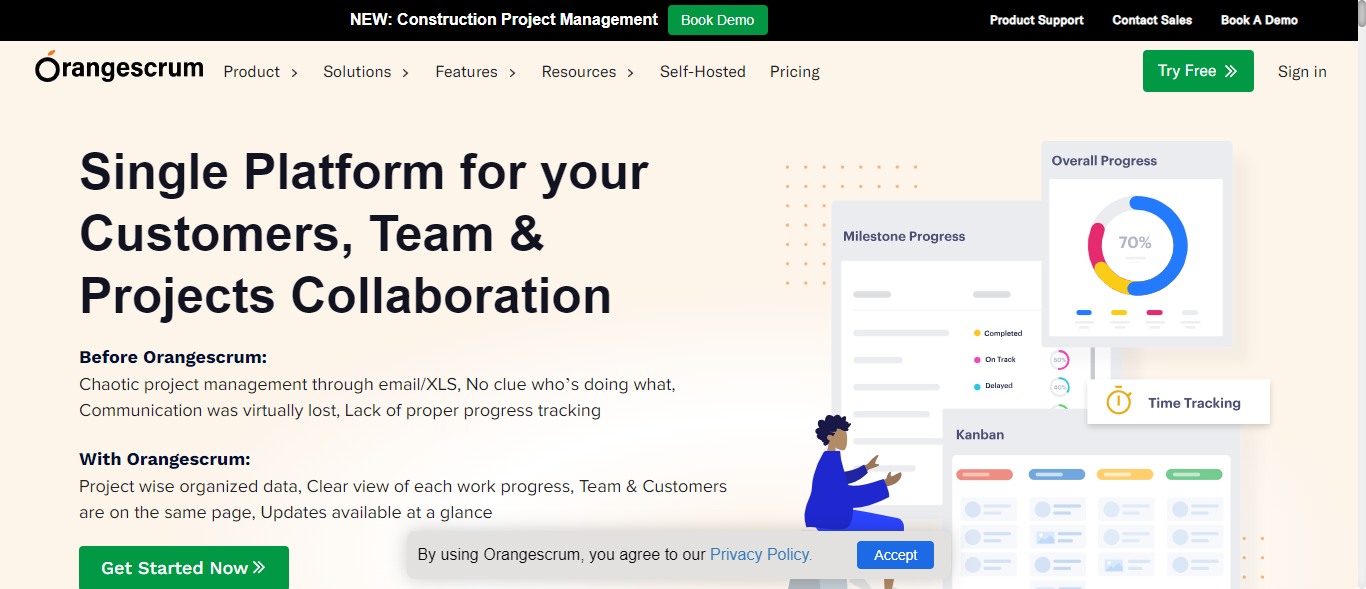 NEW: Construction Project Management Book Demo Product Support Contact Sales Book A Demo
Orangescrum Product Solutions Features Resources Self-Hosted Pricing Try Free Sign in
Single Platform for your
Customers, Team &
Projects Collaboration
Before Orangescrum:
Chaotic project management through email/XLS, No clue who's doing what,
Communication was virtually lost, Lack of proper progress tracking
With Orangescrum:
Project wise organized data, Clear view of each work progress, Team & Customers
are on the same page, Updates available at a glance
Get Started Now
Overall Progress
70%
Milestone Progress
Completed
On Track 50%
Delayed 40%
Time Tracking
Kanban
By using Orangescrum, you agree to our Privacy Policy. Accept